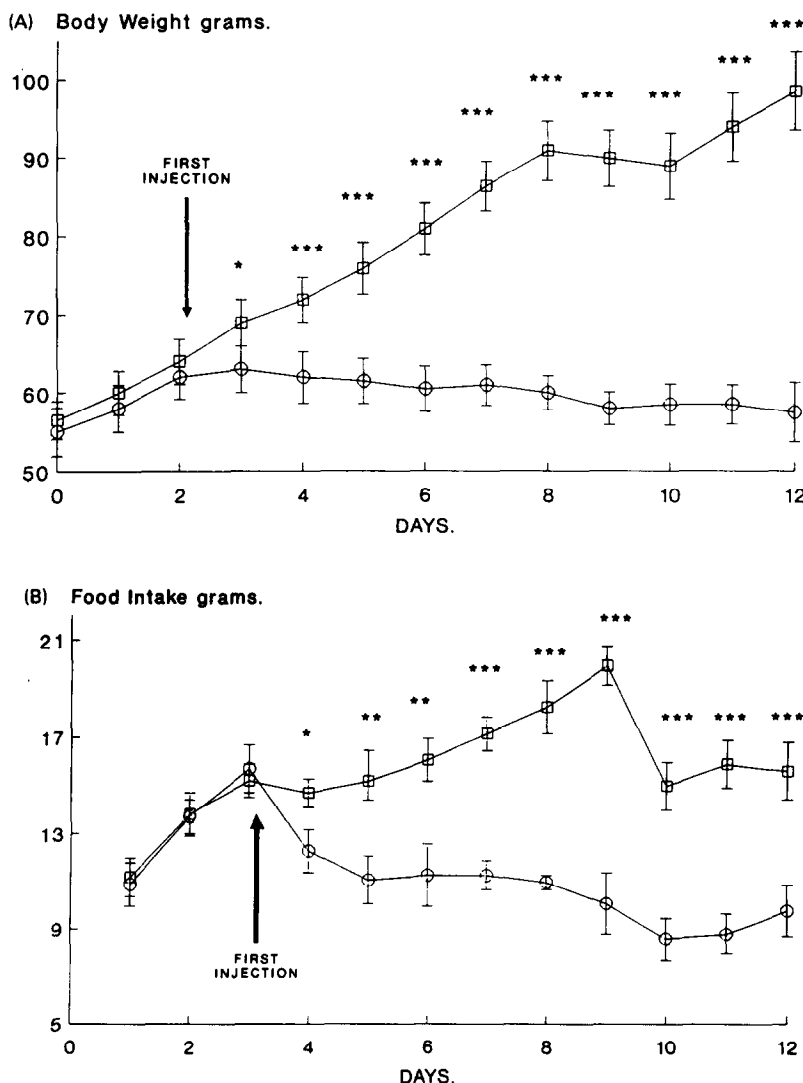 (A) Body Weight grams.
***
***
***
*** ***
***
100
***
FIRST
INJECTION
***
90
***
***
80
*
70
60
50
0 2 4 6 8 10 12
DAYS.
(B) Food Intake grams.
21
***
***
***
** **
*** *** ***
*
17
13
9
FIRST
INJECTION
5
0 2 4 6 8 10 12
DAYS.